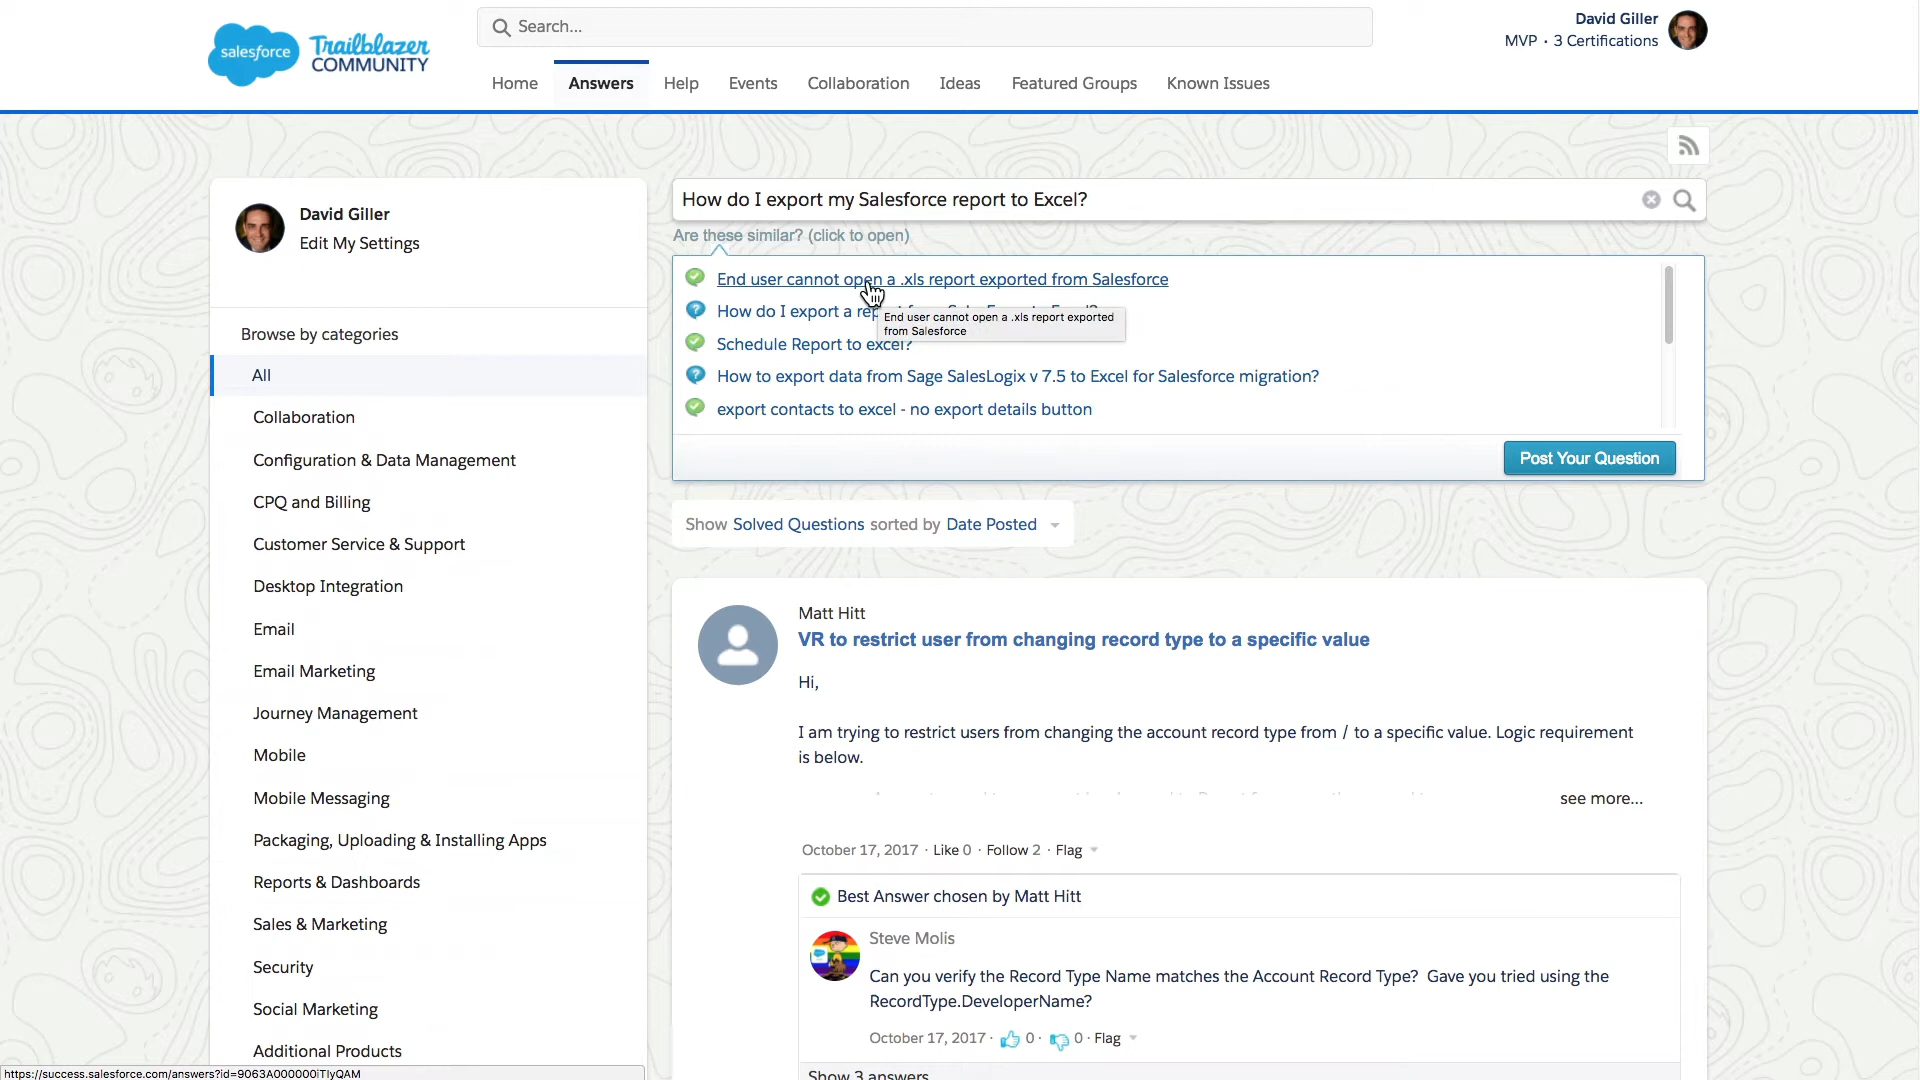 salesforce
Trailblazer
COMMUNITY
Search...
David Giller
MVP · 3 Certifications
Home
Answers
Help
Events
Collaboration
Ideas
Featured Groups
Known Issues
David Giller
Edit My Settings
Browse by categories
All
Collaboration
Configuration & Data Management
CPQ and Billing
Customer Service & Support
Desktop Integration
Email
Email Marketing
Journey Management
Mobile
Mobile Messaging
Packaging, Uploading & Installing Apps
Reports & Dashboards
Sales & Marketing
Security
Social Marketing
Additional Products
How do I export my Salesforce report to Excel?
Are these similar? (click to open)
End user cannot open a .xls report exported from Salesforce
How do I export a
End user cannot open a .xls report exported
from Salesforce
Schedule Report to excel?
How to export data from Sage SalesLogix v 7.5 to Excel for Salesforce migration?
export contacts to excel - no export details button
Post Your Question
Show Solved Questions sorted by Date Posted
Matt Hitt
VR to restrict user from changing record type to a specific value
Hi,
I am trying to restrict users from changing the account record type from / to a specific value. Logic requirement
is below.
see more...
October 17, 2017 · Like 0 · Follow 2 · Flag
Best Answer chosen by Matt Hitt
Steve Molis
Can you verify the Record Type Name matches the Account Record Type? Gave you tried using the
RecordType.DeveloperName?
October 17, 2017 · 0 · 0 · Flag
Show 3 answers
https://success.salesforce.com/answers?id=9063A000000iTlyQAM